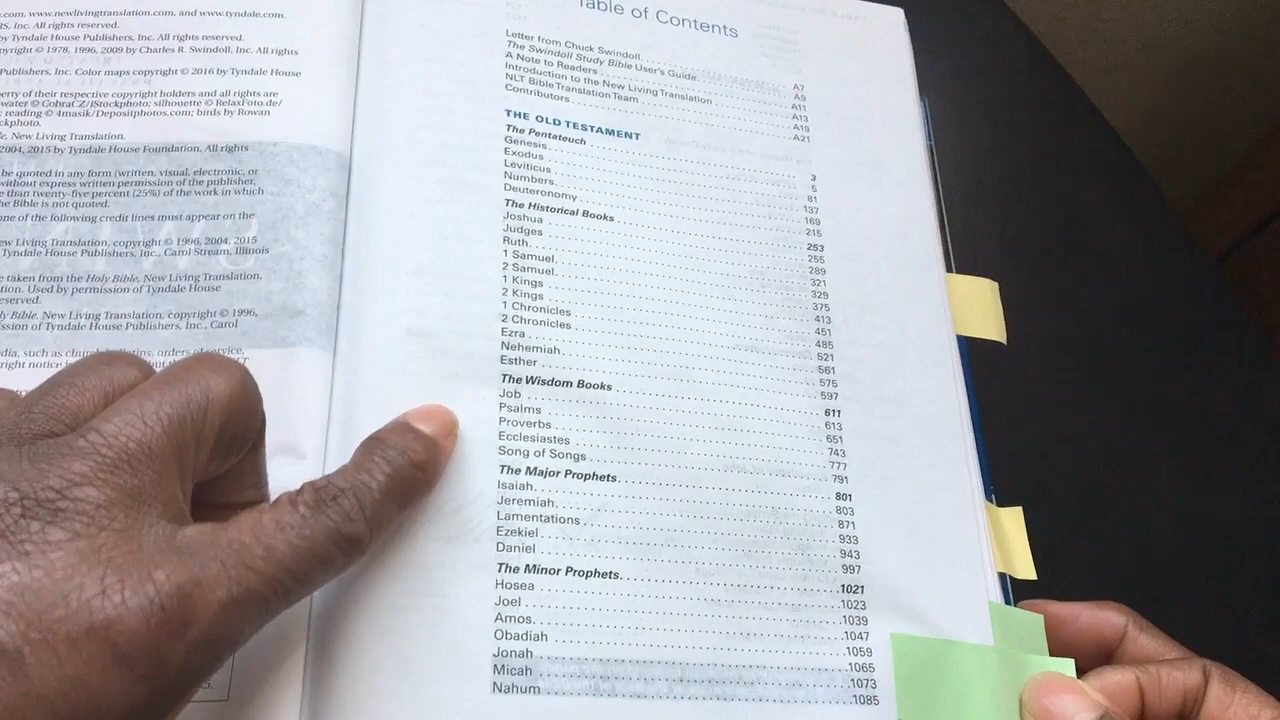 .com, www.newlivingtranslation.com, and www.tyndale.com.
RS, Inc. All rights reserved.
by Tyndale House Publishers, Inc. All rights reserved.
pyright © 1978, 1996, 2009 by Charles R. Swindoll, Inc. All rights
Publishers, Inc. Color maps copyright © 2016 by Tyndale House
erty of their respective copyright holders and all rights are
water © CobraCZ/iStockphoto; silhouette © RelaxFoto.de/
; reading © 4masik/Depositphotos.com; birds by Rowan
ckphoto.
e, New Living Translation.
2004, 2015 by Tyndale House Foundation. All rights
be quoted in any form (written, visual, electronic, or
without express written permission of the publisher,
e than twenty-five percent (25%) of the work in which
he Bible is not quoted.
one of the following credit lines must appear on the
ew Living Translation, copyright © 1996, 2004, 2015
Tyndale House Publishers, Inc., Carol Stream, Illinois
e taken from the Holy Bible, New Living Translation,
tion. Used by permission of Tyndale House
eserved.
ly Bible, New Living Translation, copyright © 1996,
ssion of Tyndale House Publishers, Inc., Carol
dia, such as church bulletins, orders of service,
right notice
Table of Contents
Letter from Chuck Swindoll A7
The Swindoll Study Bible User's Guide A9
A Note to Readers A11
Introduction to the New Living Translation A13
NLT Bible Translation Team A19
Contributors A21
THE OLD TESTAMENT
The Pentateuch 3
Genesis 5
Exodus 81
Leviticus 137
Numbers 169
Deuteronomy 215
The Historical Books 253
Joshua 255
Judges 289
Ruth 321
1 Samuel 329
2 Samuel 375
1 Kings 413
2 Kings 451
1 Chronicles 485
2 Chronicles 521
Ezra 561
Nehemiah 575
Esther 597
The Wisdom Books 611
Job 613
Psalms 651
Proverbs 743
Ecclesiastes 777
Song of Songs 791
The Major Prophets 801
Isaiah 803
Jeremiah 871
Lamentations 933
Ezekiel 943
Daniel 997
The Minor Prophets 1021
Hosea 1023
Joel 1039
Amos 1047
Obadiah 1059
Jonah 1065
Micah 1073
Nahum 1085